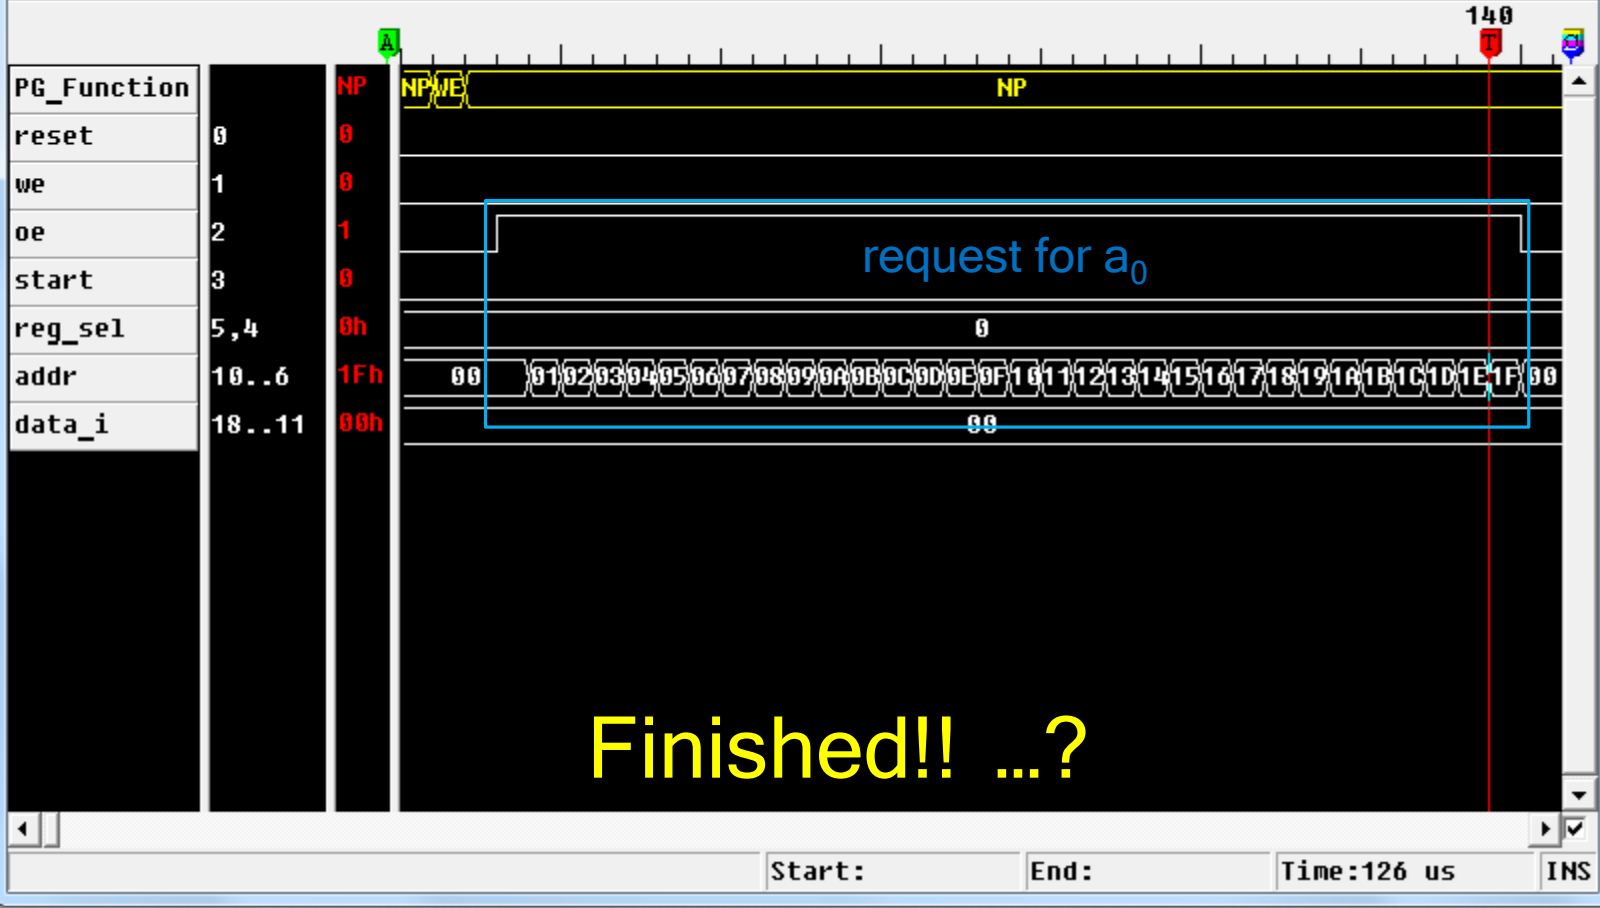 140
A T
PG_Function NP NP WE NP
reset 0 0
we 1 0
oe 2 1
request for a0
start 3 0
reg_sel 5,4 0h 0
addr 10..6 1Fh 00 01 02 03 04 05 06 07 08 09 0A 0B 0C 0D 0E 0F 10 11 12 13 14 15 16 17 18 19 1A 1B 1C 1D 1E 1F 00
data_i 18..11 00h 00
Finished!! ...?
Start: End: Time:126 us INS